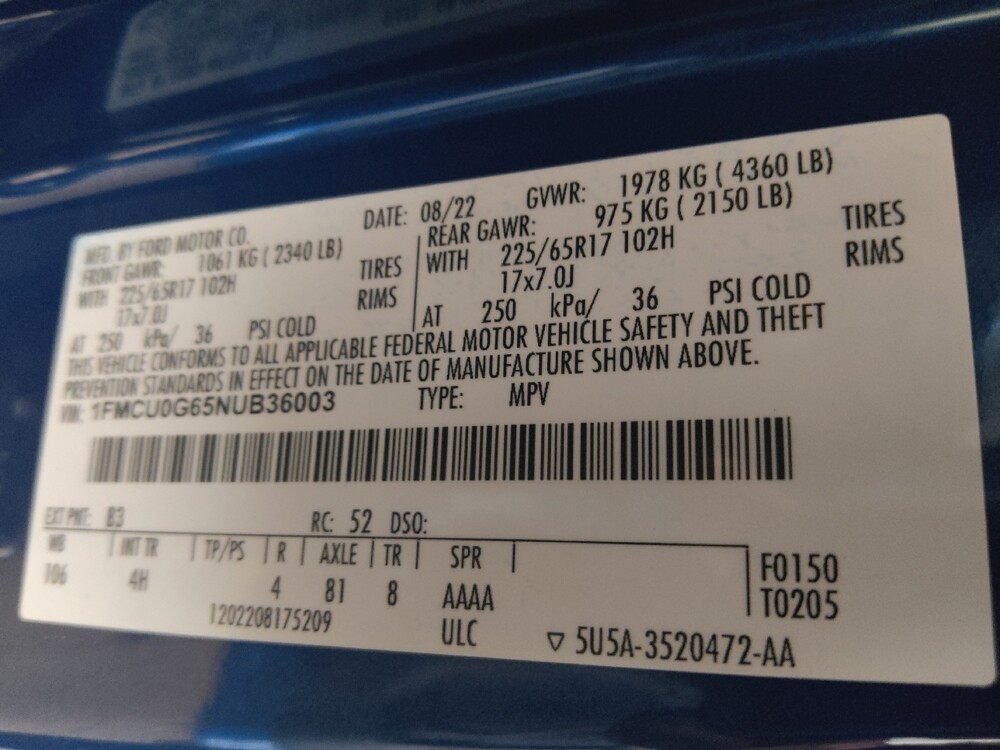 MFD. BY FORD MOTOR CO.
DATE: 08/22 GVWR: 1978 KG ( 4360 LB)
FRONT GAWR: 1061 KG ( 2340 LB)
WITH 225/65R17 102H TIRES
17x7.0J RIMS
AT 250 kPa/ 36 PSI COLD
REAR GAWR: 975 KG ( 2150 LB)
WITH 225/65R17 102H TIRES
17x7.0J RIMS
AT 250 kPa/ 36 PSI COLD
THIS VEHICLE CONFORMS TO ALL APPLICABLE FEDERAL MOTOR VEHICLE SAFETY AND THEFT
PREVENTION STANDARDS IN EFFECT ON THE DATE OF MANUFACTURE SHOWN ABOVE.
VIN: 1FMCU0G65NUB36003 TYPE: MPV
EXT PNT: B3 RC: 52 DSO:
WB INT TR TP/PS R AXLE TR SPR
106 4H 4 81 8 AAAA
F0150
T0205
1202208175209 ULC ▽ 5U5A-3520472-AA